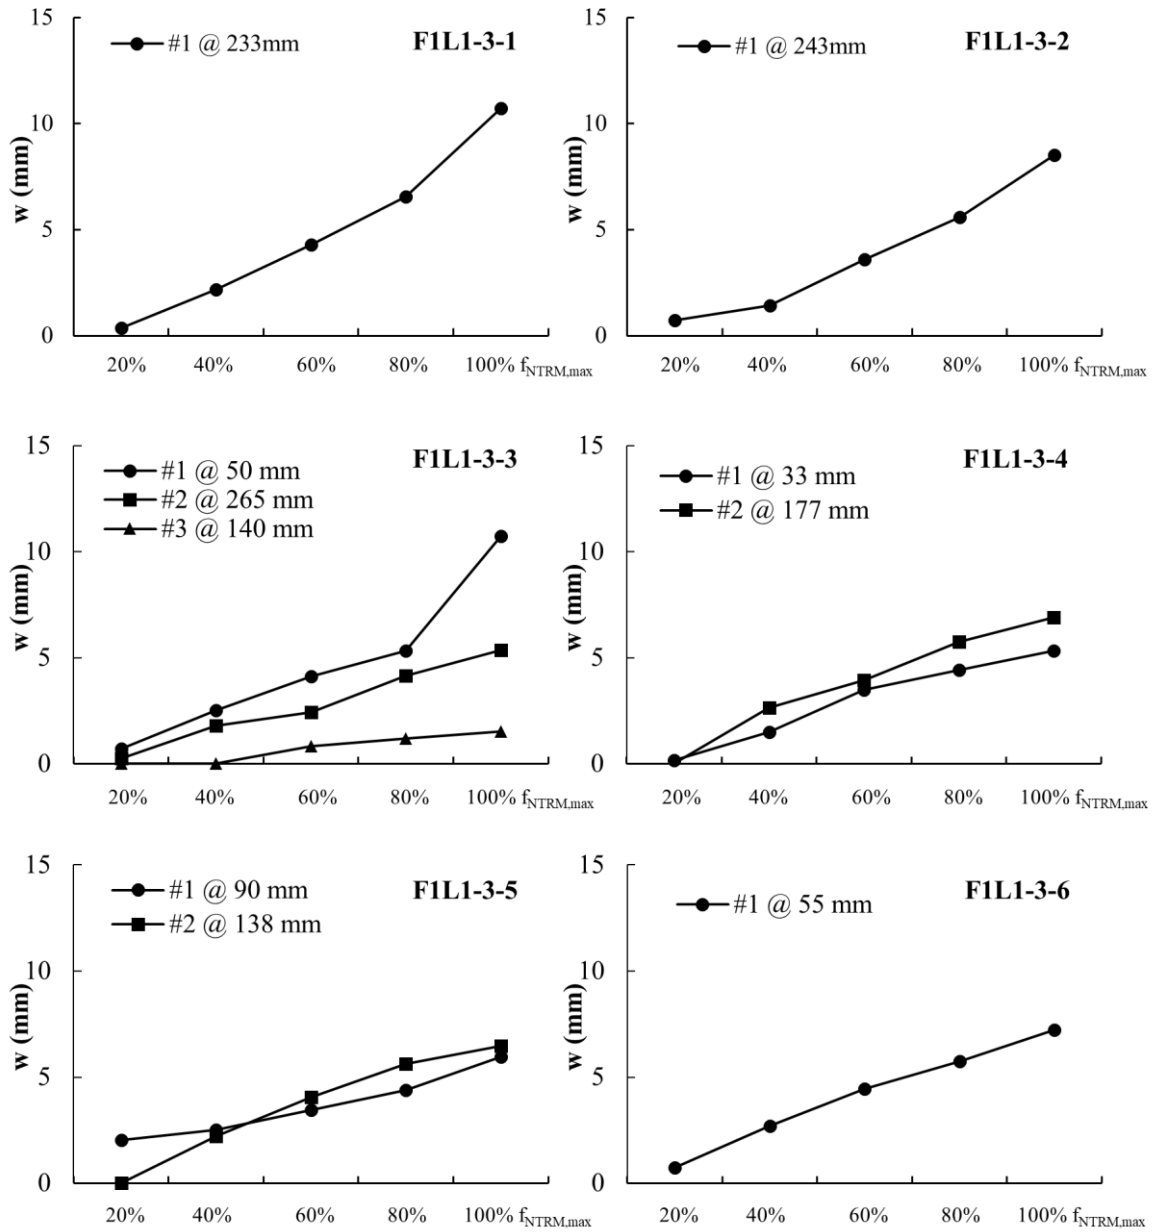 15
#1 @ 233mm
F1L1-3-1
10
w (mm)
5
0
20% 40% 60% 80% 100% fNTRM,max
15
#1 @ 243mm
F1L1-3-2
10
w (mm)
5
0
20% 40% 60% 80% 100% fNTRM,max
15
#1 @ 50 mm
F1L1-3-3
#2 @ 265 mm
#3 @ 140 mm
10
w (mm)
5
0
20% 40% 60% 80% 100% fNTRM,max
15
#1 @ 33 mm
F1L1-3-4
#2 @ 177 mm
10
w (mm)
5
0
20% 40% 60% 80% 100% fNTRM,max
15
#1 @ 90 mm
F1L1-3-5
#2 @ 138 mm
10
w (mm)
5
0
20% 40% 60% 80% 100% fNTRM,max
15
#1 @ 55 mm
F1L1-3-6
10
w (mm)
5
0
20% 40% 60% 80% 100% fNTRM,max